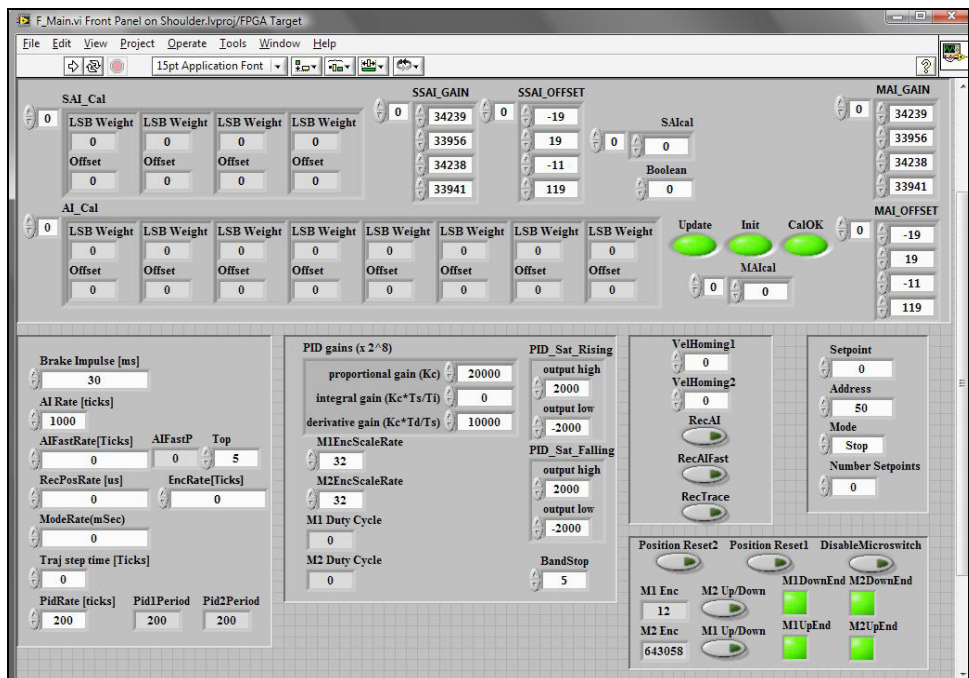 F_Main.vi Front Panel on Shoulder.lvproj/FPGA Target
File Edit View Project Operate Tools Window Help
15pt Application Font
SAI_Cal
0
LSB Weight LSB Weight LSB Weight LSB Weight
0 0 0 0
Offset Offset Offset Offset
0 0 0 0
SSAI_GAIN
0
34239
33956
34238
33941
SSAI_OFFSET
0
-19
19
-11
119
SAIcal
0 0
Boolean
0
MAI_GAIN
0
34239
33956
34238
33941
AI_Cal
0
LSB Weight LSB Weight LSB Weight LSB Weight LSB Weight LSB Weight LSB Weight LSB Weight
0 0 0 0 0 0 0 0
Offset Offset Offset Offset Offset Offset Offset Offset
0 0 0 0 0 0 0 0
Update Init CalOK
MAIcal
0 0
MAI_OFFSET
0
-19
19
-11
119
Brake Impulse [ms]
30
AI Rate [ticks]
1000
AIFastRate[Ticks] AIFastP Top
0 0 5
RecPosRate [us] EncRate[Ticks]
0 0
ModeRate(mSec)
0
Traj step time [Ticks]
0
PidRate [ticks] Pid1Period Pid2Period
200 200 200
PID gains (x 2^8)
proportional gain (Kc) 20000
integral gain (Kc*Ts/Ti) 0
derivative gain (Kc*Td/Ts) 10000
M1EncScaleRate
32
M2EncScaleRate
32
M1 Duty Cycle
0
M2 Duty Cycle
0
PID_Sat_Rising
output high
2000
output low
-2000
PID_Sat_Falling
output high
2000
output low
-2000
BandStop
5
VelHoming1
0
VelHoming2
0
RecAI
RecAIFast
RecTrace
Setpoint
0
Address
50
Mode
Stop
Number Setpoints
0
Position Reset2 Position Reset1 DisableMicroswitch
M1 Enc M2 Up/Down M1DownEnd M2DownEnd
12
M2 Enc M1 Up/Down M1UpEnd M2UpEnd
643058